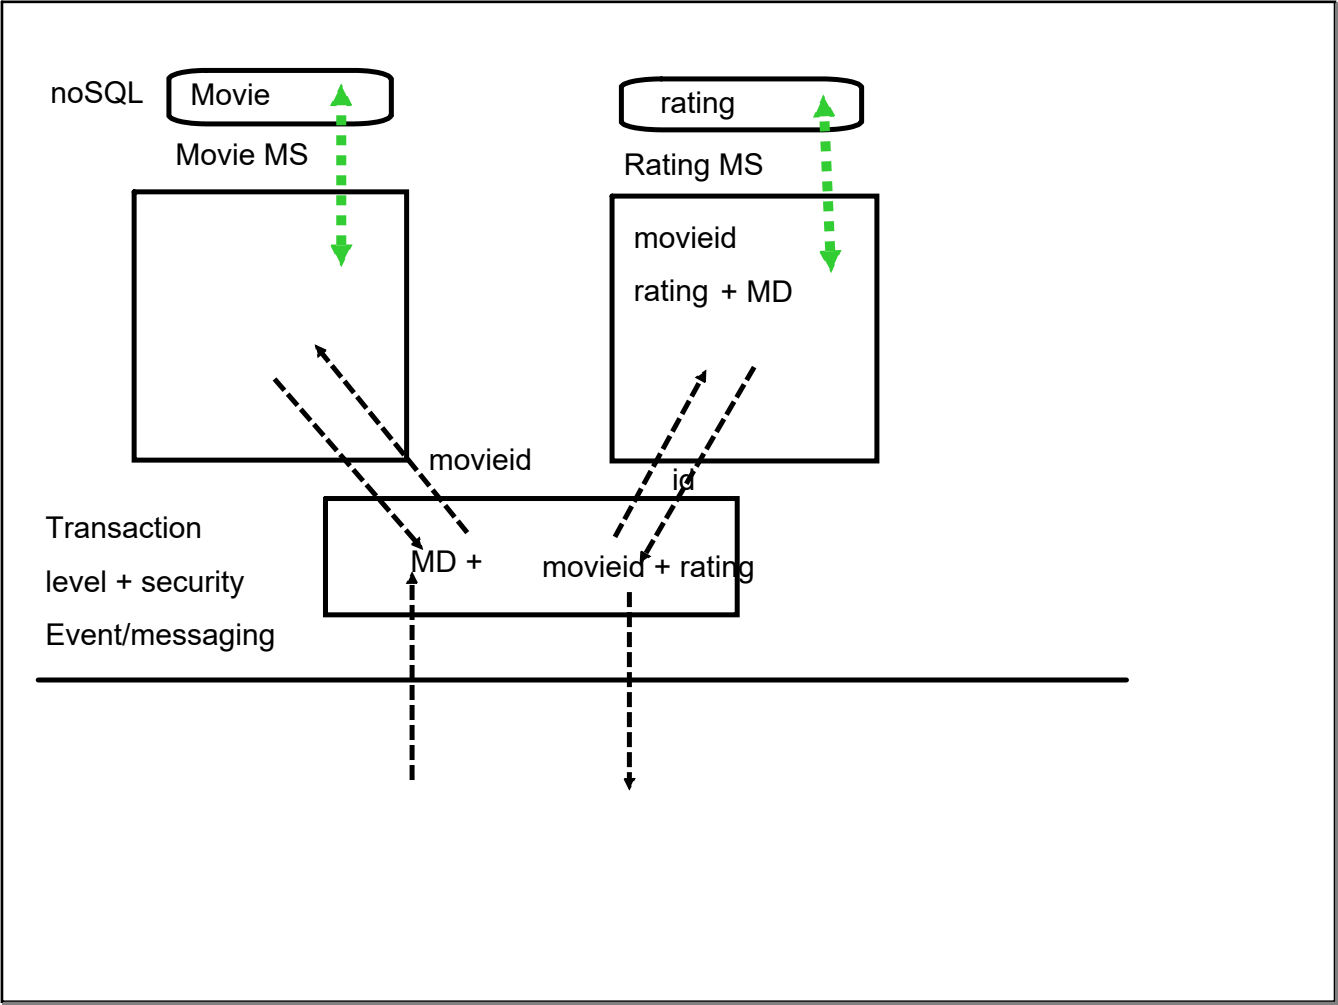 noSQL
Movie
rating
Movie MS
Rating MS
movieid
rating + MD
movieid
id
Transaction
level + security
Event/messaging
MD +
movieid + rating